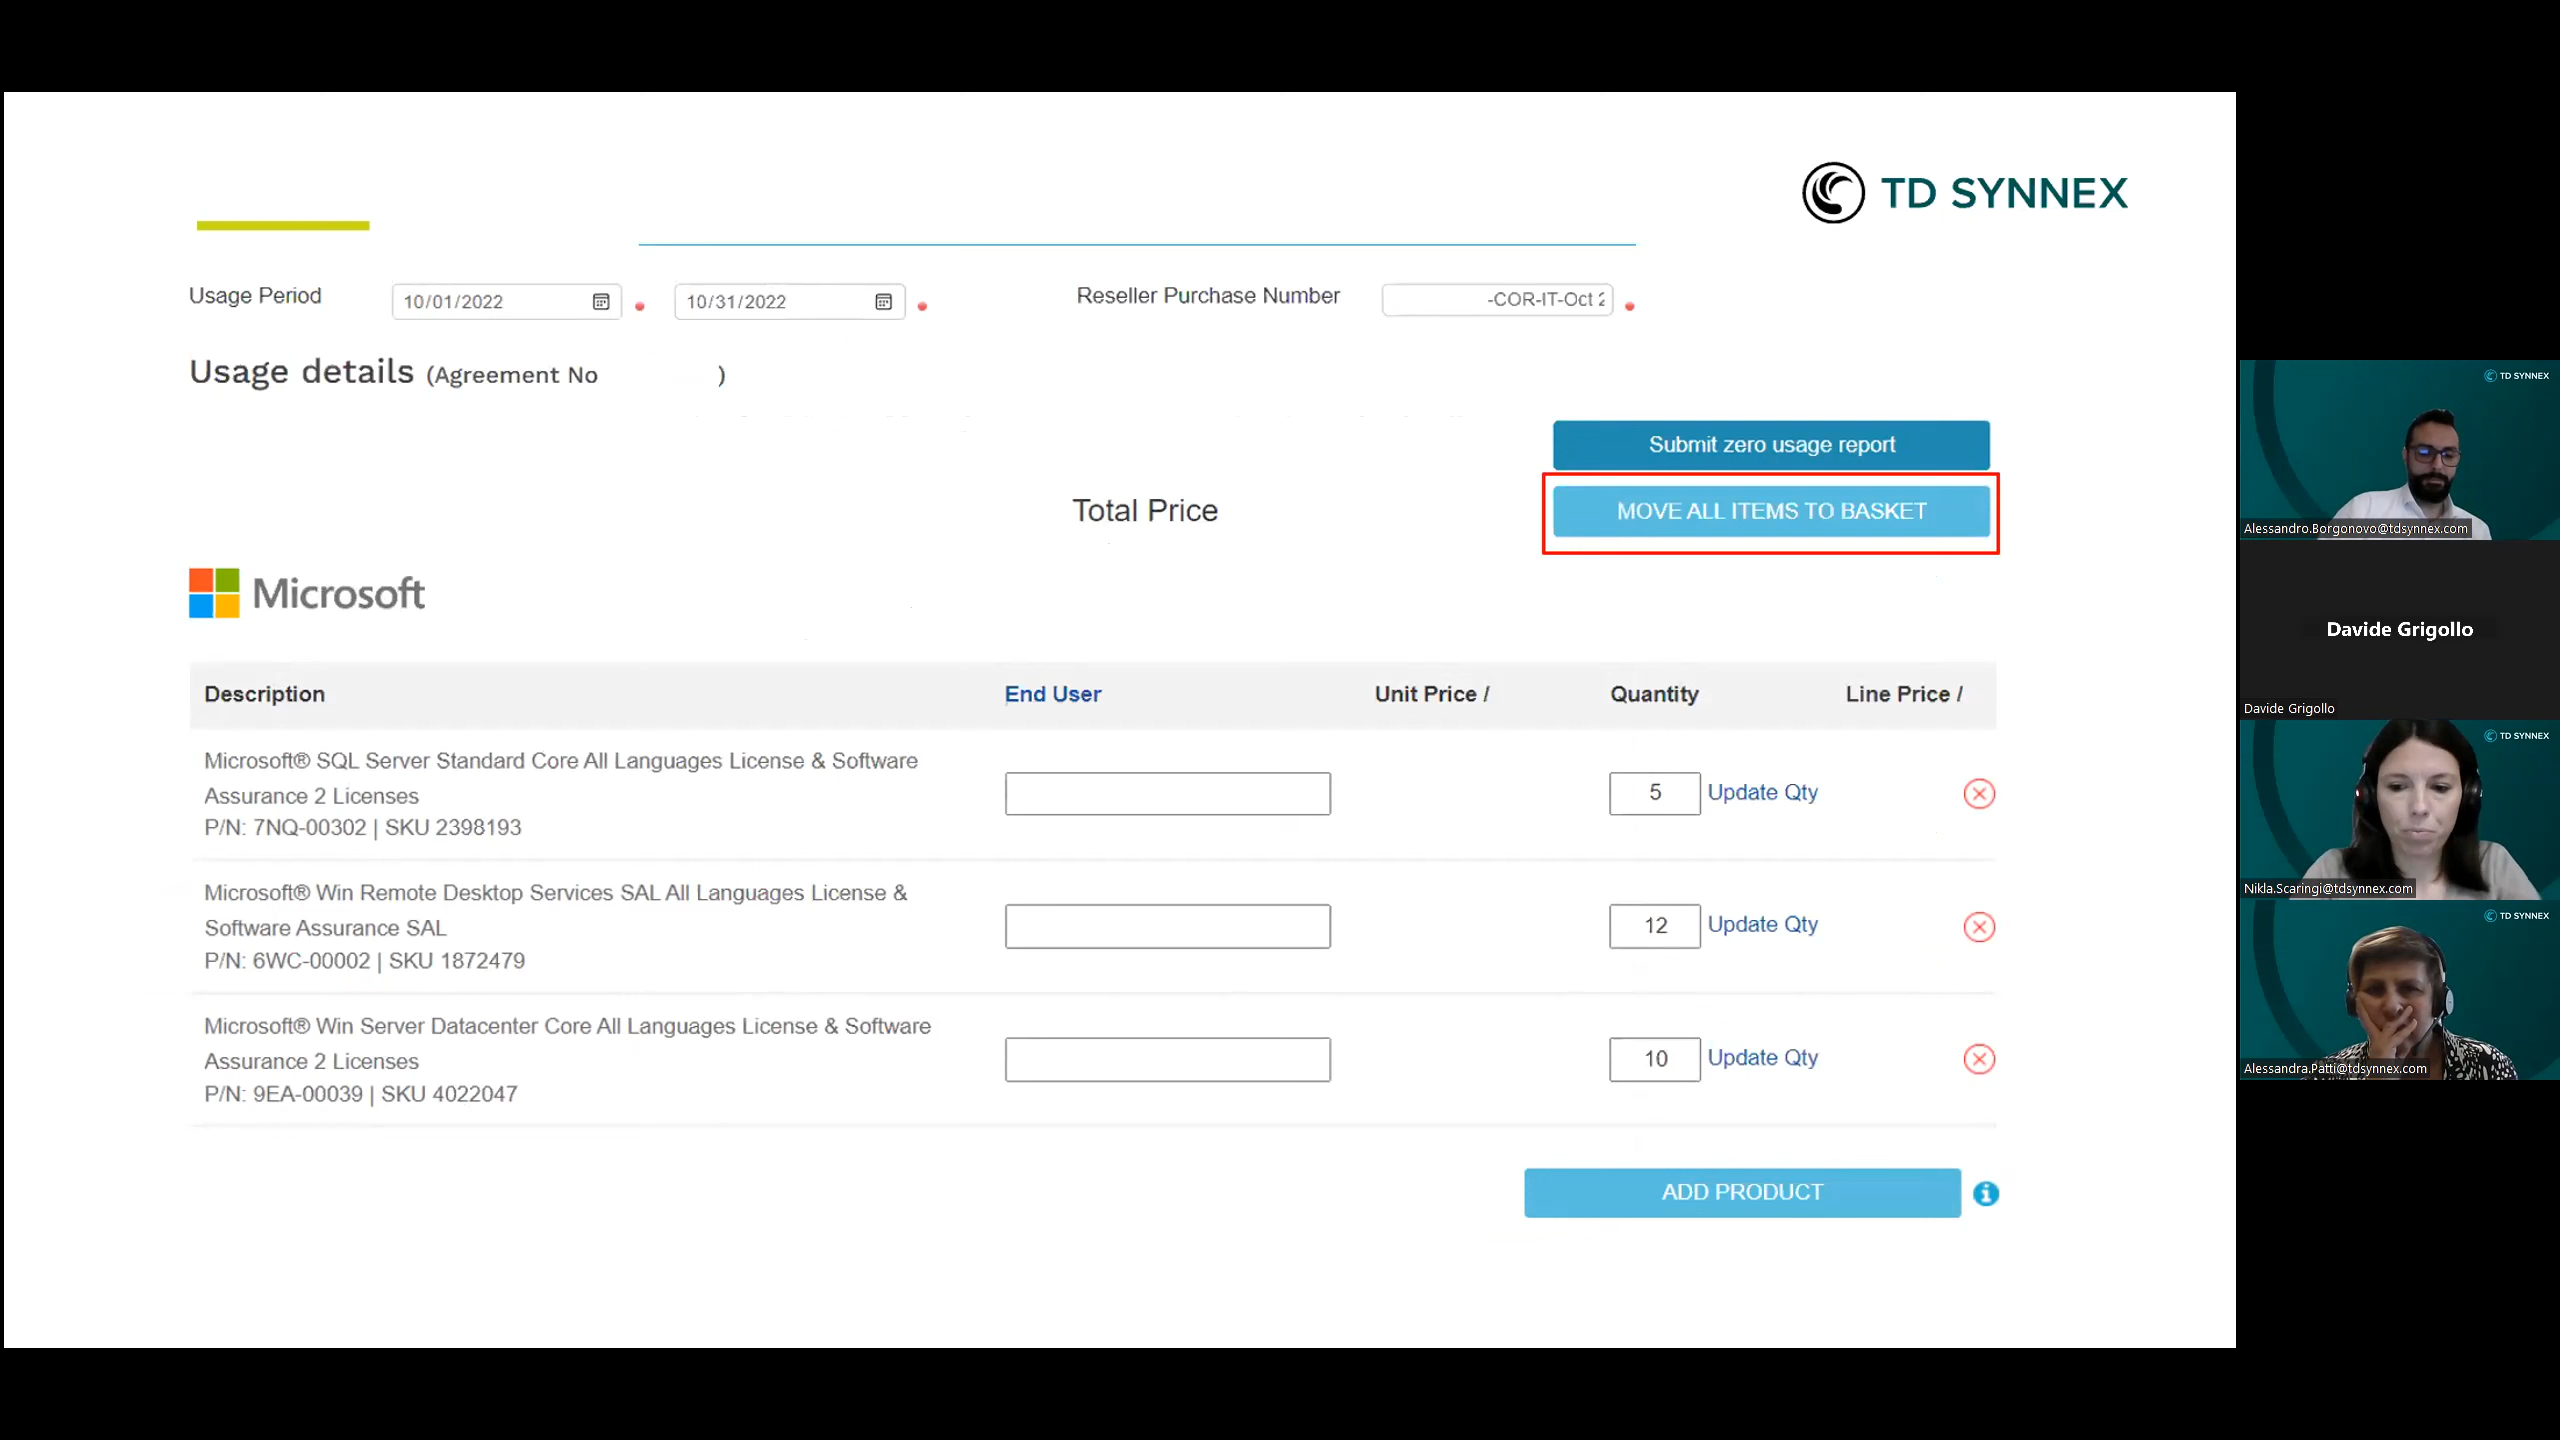 TD SYNNEX
Usage Period
10/01/2022
10/31/2022
Reseller Purchase Number
-COR-IT-Oct
Usage details (Agreement No )
Submit zero usage report
Total Price
MOVE ALL ITEMS TO BASKET
Microsoft
Description End User Unit Price / Quantity Line Price /
Microsoft® SQL Server Standard Core All Languages License & Software
Assurance 2 Licenses
P/N: 7NQ-00302 | SKU 2398193
5 Update Qty
Microsoft® Win Remote Desktop Services SAL All Languages License &
Software Assurance SAL
P/N: 6WC-00002 | SKU 1872479
12 Update Qty
Microsoft® Win Server Datacenter Core All Languages License & Software
Assurance 2 Licenses
P/N: 9EA-00039 | SKU 4022047
10 Update Qty
ADD PRODUCT
TD SYNNEX
Alessandro.Borgonovo@tdsynnex.com
Davide Grigollo
Davide Grigollo
TD SYNNEX
Nikla.Scaringi@tdsynnex.com
TD SYNNEX
Alessandra.Patti@tdsynnex.com